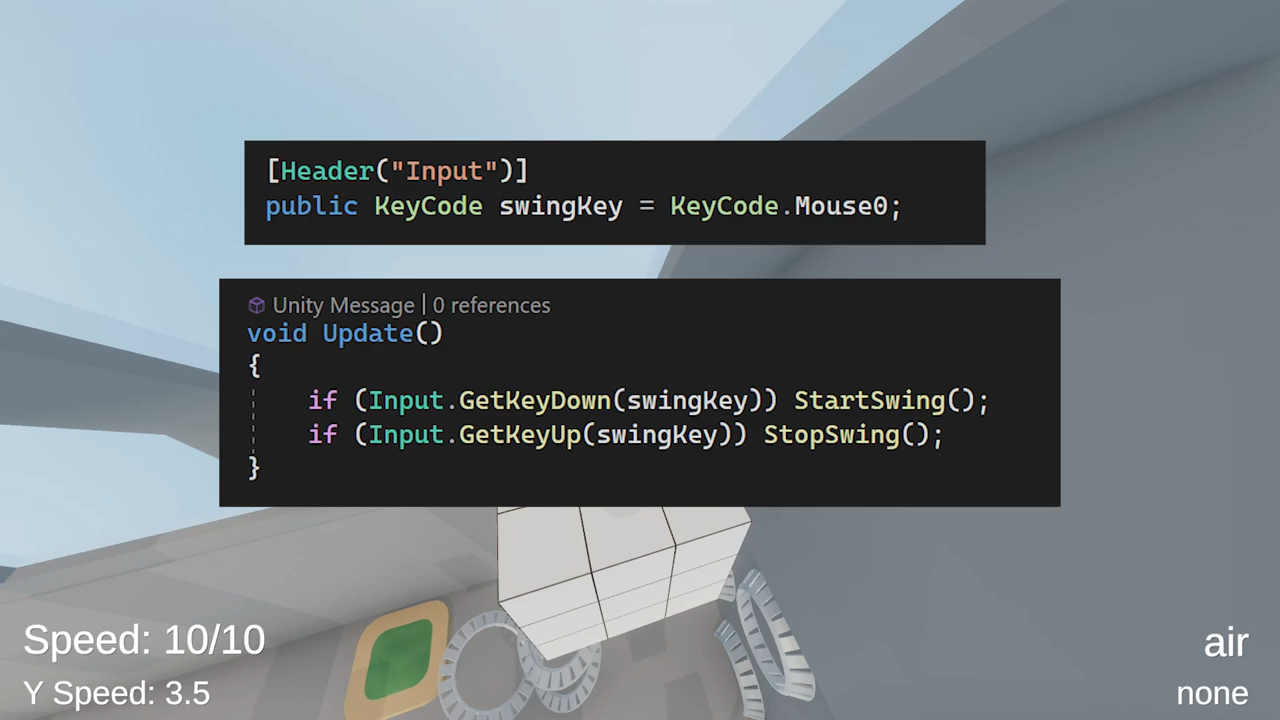 [Header("Input")]
public KeyCode swingKey = KeyCode.Mouse0;
Unity Message | 0 references
void Update()
{
if (Input.GetKeyDown(swingKey)) StartSwing();
if (Input.GetKeyUp(swingKey)) StopSwing();
}
Speed: 10/10
Y Speed: 3.5
air
none